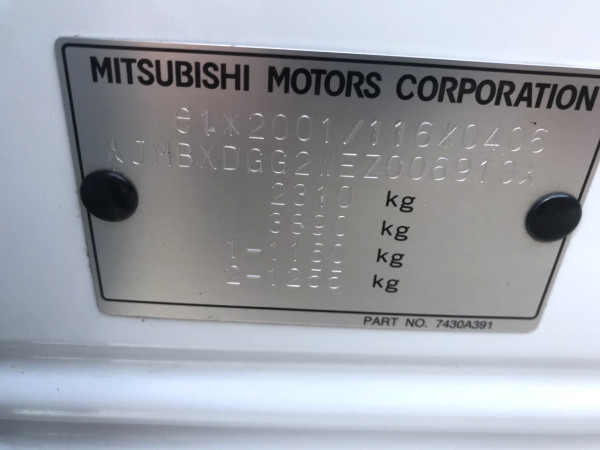 MITSUBISHI MOTORS CORPORATION
e1*2001/116*0406
*JMBXDGG2WEZ006910*
2310 kg
3690 kg
1-1160 kg
2-1255 kg
PART NO. 7430A391